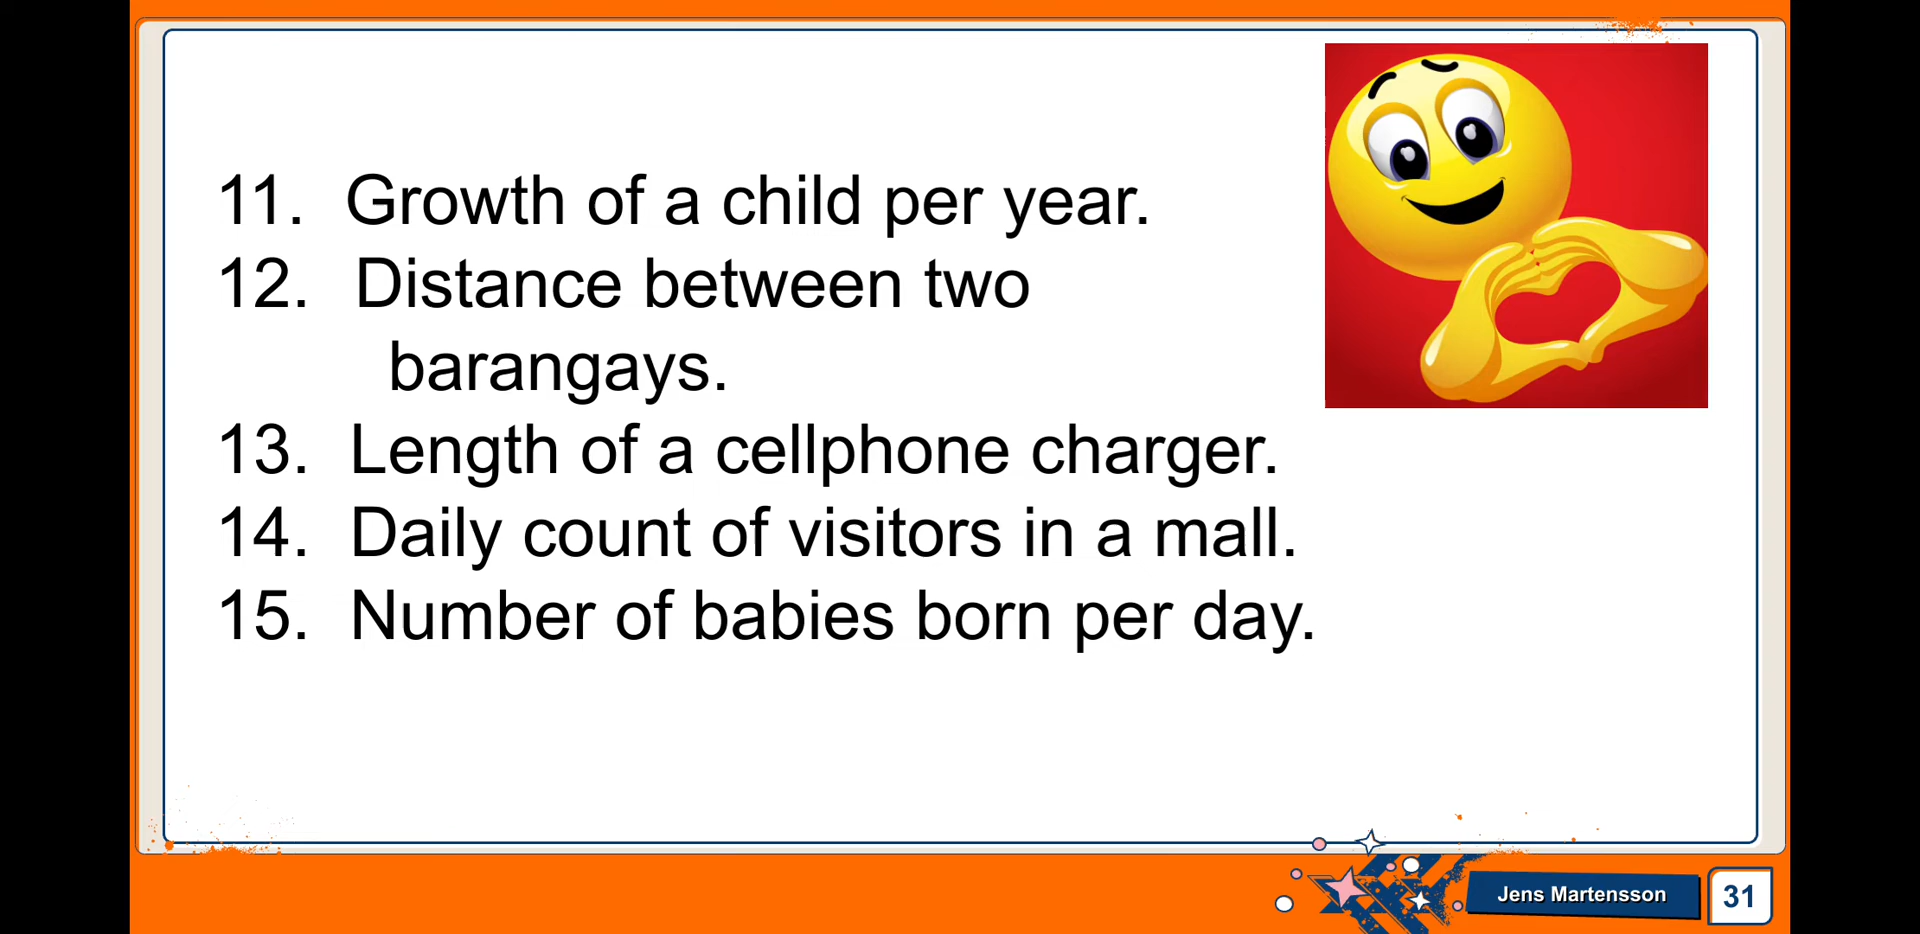 11. Growth of a child per year.
12. Distance between two
barangays.
13. Length of a cellphone charger.
14. Daily count of visitors in a mall.
15. Number of babies born per day.
Jens Martensson
31